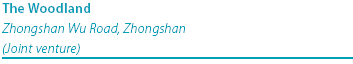 The Woodland
Zhongshan Wu Road, Zhongshan
(Joint venture)